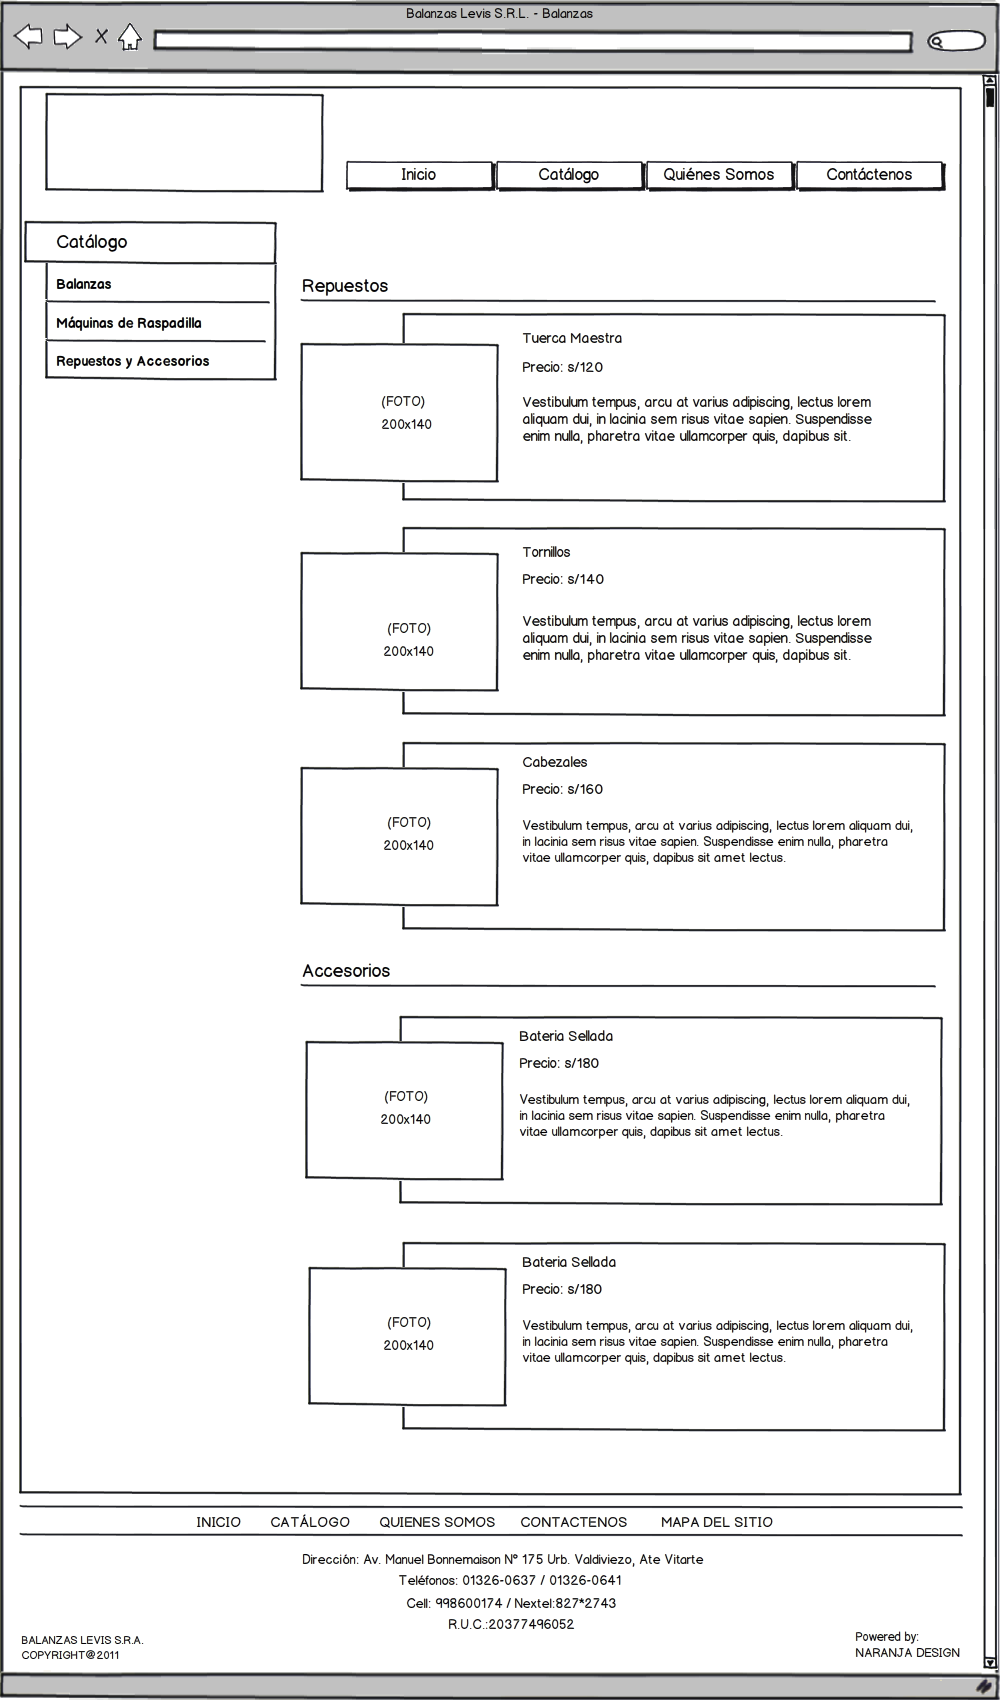 Balanzas Levis S.R.L. - Balanzas
Inicio
Catálogo
Quiénes Somos
Contáctenos
Catálogo
Balanzas
Máquinas de Raspadilla
Repuestos y Accesorios
Repuestos
(FOTO)
200x140
Tuerca Maestra
Precio: s/120
Vestibulum tempus, arcu at varius adipiscing, lectus lorem
aliquam dui, in lacinia sem risus vitae sapien. Suspendisse
enim nulla, pharetra vitae ullamcorper quis, dapibus sit.
(FOTO)
200x140
Tornillos
Precio: s/140
Vestibulum tempus, arcu at varius adipiscing, lectus lorem
aliquam dui, in lacinia sem risus vitae sapien. Suspendisse
enim nulla, pharetra vitae ullamcorper quis, dapibus sit.
(FOTO)
200x140
Cabezales
Precio: s/160
Vestibulum tempus, arcu at varius adipiscing, lectus lorem aliquam dui,
in lacinia sem risus vitae sapien. Suspendisse enim nulla, pharetra
vitae ullamcorper quis, dapibus sit amet lectus.
Accesorios
(FOTO)
200x140
Bateria Sellada
Precio: s/180
Vestibulum tempus, arcu at varius adipiscing, lectus lorem aliquam dui,
in lacinia sem risus vitae sapien. Suspendisse enim nulla, pharetra
vitae ullamcorper quis, dapibus sit amet lectus.
(FOTO)
200x140
Bateria Sellada
Precio: s/180
Vestibulum tempus, arcu at varius adipiscing, lectus lorem aliquam dui,
in lacinia sem risus vitae sapien. Suspendisse enim nulla, pharetra
vitae ullamcorper quis, dapibus sit amet lectus.
INICIO
CATÁLOGO
QUIENES SOMOS
CONTACTENOS
MAPA DEL SITIO
Dirección: Av. Manuel Bonnemaison Nº 175 Urb. Valdiviezo, Ate Vitarte
Teléfonos: 01326-0637 / 01326-0641
Cell: 998600174 / Nextel:827*2743
R.U.C.:20377496052
BALANZAS LEVIS S.R.A.
COPYRIGHT@2011
Powered by:
NARANJA DESIGN